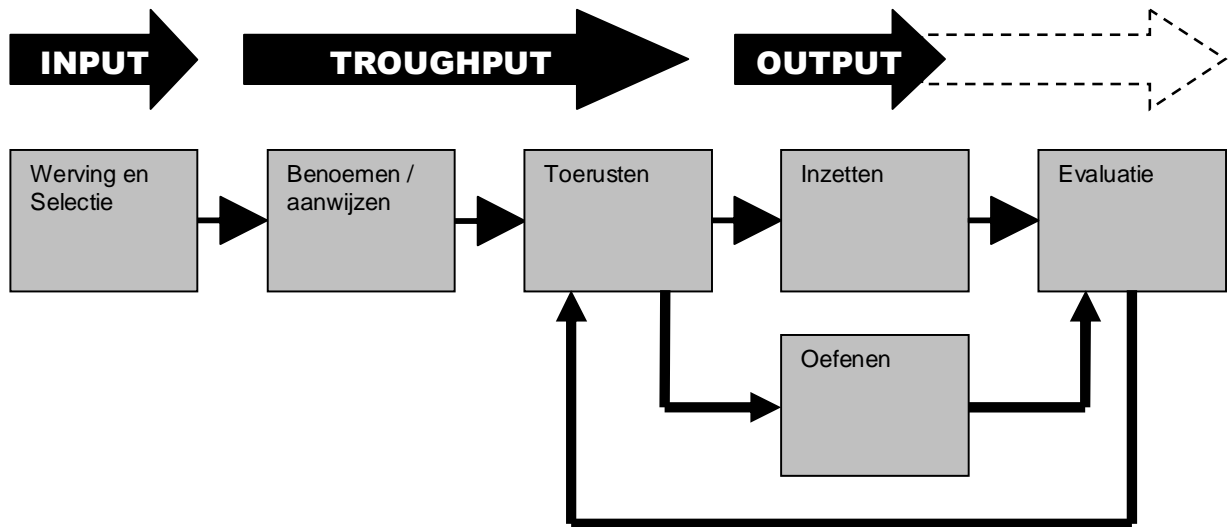 INPUT
TROUGHPUT
OUTPUT
Werving en
Selectie
Benoemen /
aanwijzen
Toerusten
Inzetten
Evaluatie
Oefenen